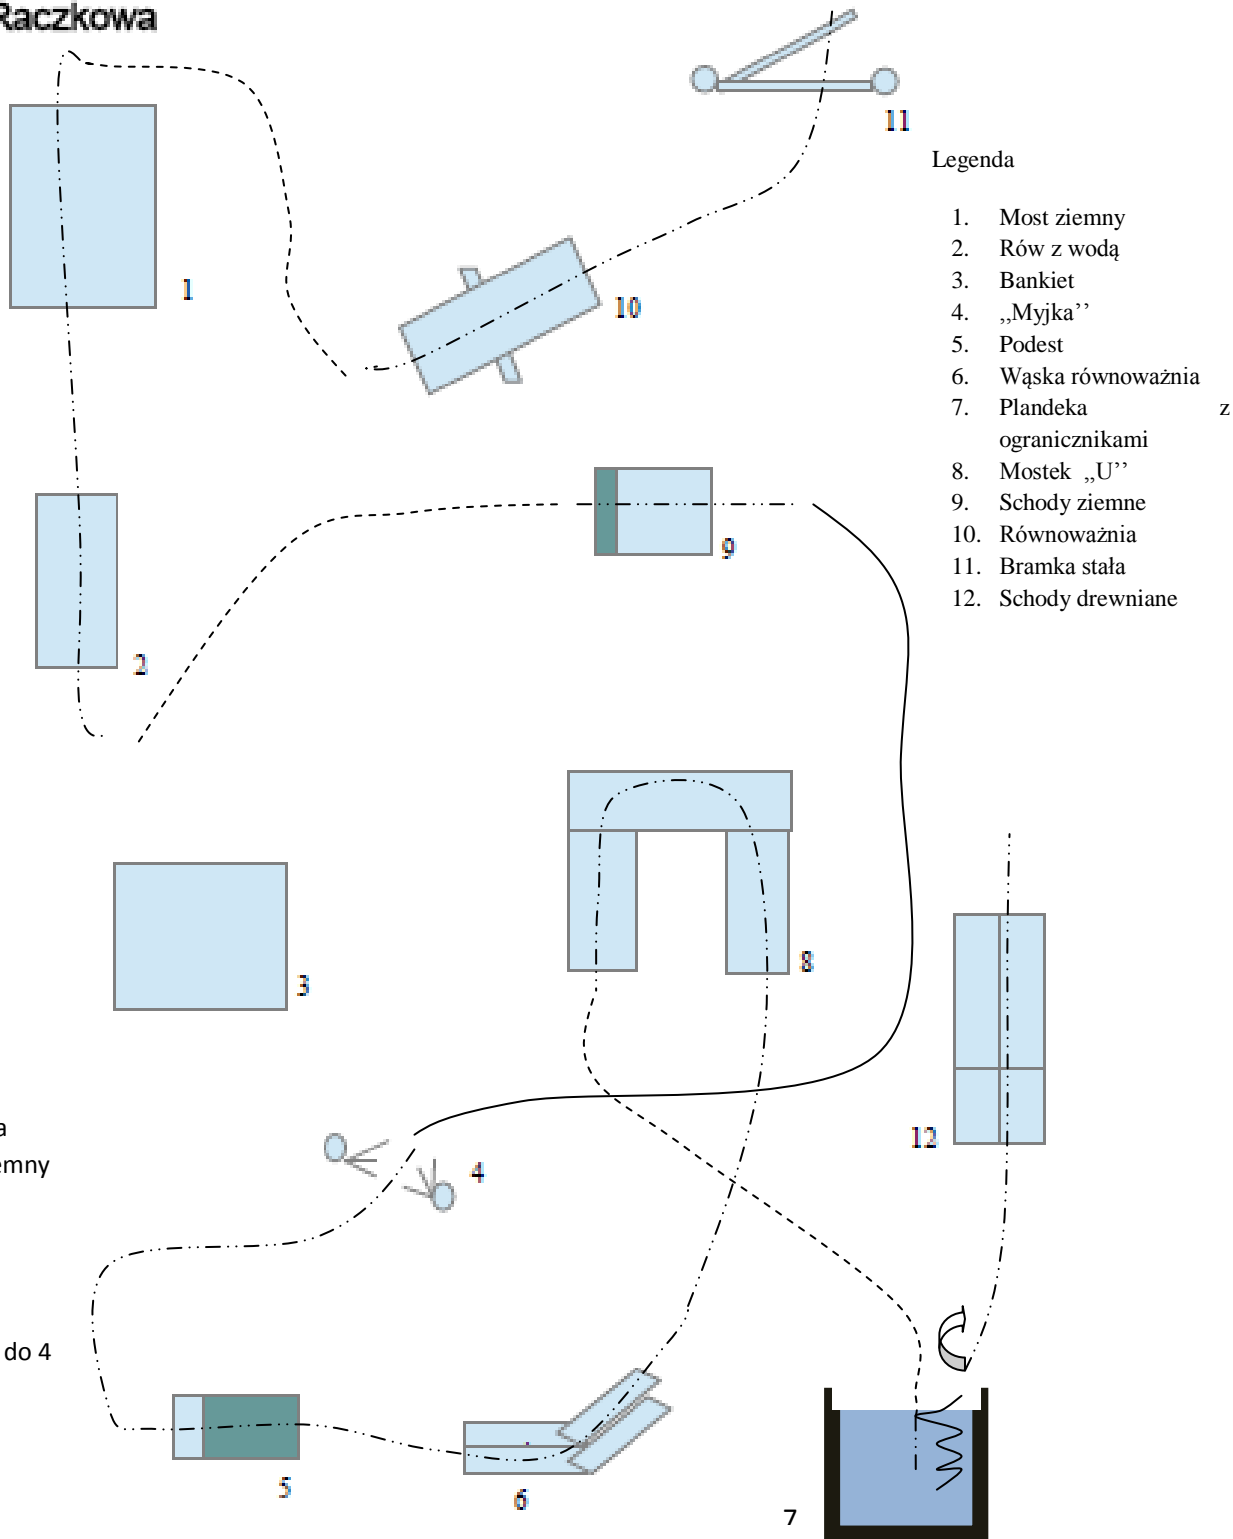 Raczkowa
11
Legenda
1. Most ziemny
2. Rów z wodą
3. Bankiet
4. ,,Myjka’’
5. Podest
6. Wąska równoważnia
7. Plandeka z
ogranicznikami
8. Mostek ,,U’’
9. Schody ziemne
10. Równoważnia
11. Bramka stała
12. Schody drewniane
1
10
9
2
8
3
a
emny
4
12
do 4
5
6
7